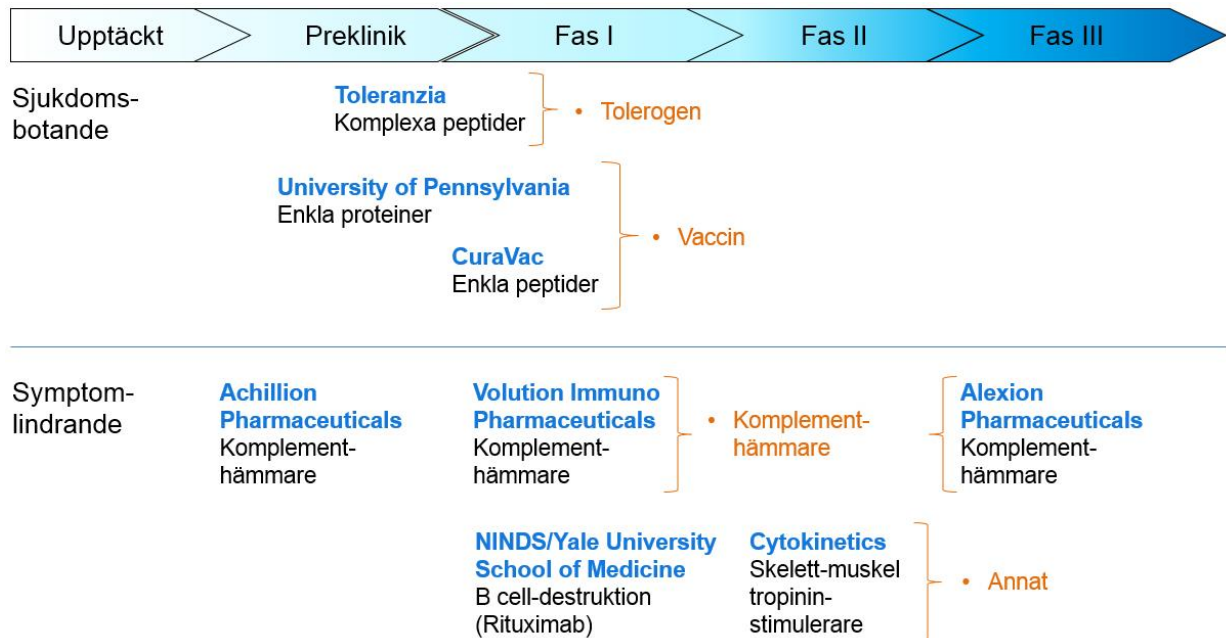 Upptäckt
Preklinik
Fas I
Fas II
Fas III
Sjukdoms-
botande
Toleranzia
Komplexa peptider
• Tolerogen
University of Pennsylvania
Enkla proteiner
• Vaccin
CuraVac
Enkla peptider
Symptom-
lindrande
Achillion
Pharmaceuticals
Komplement-
hämmare
Volution Immuno
Pharmaceuticals
Komplement-
hämmare
• Komplement-
hämmare
Alexion
Pharmaceuticals
Komplement-
hämmare
NINDS/Yale University
School of Medicine
B cell-destruktion
(Rituximab)
Cytokinetics
Skelett-muskel
tropinin-
stimulerare
• Annat